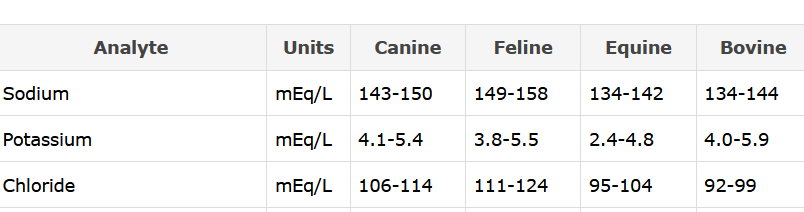 Analyte Units Canine Feline Equine Bovine
Sodium mEq/L 143-150 149-158 134-142 134-144
Potassium mEq/L 4.1-5.4 3.8-5.5 2.4-4.8 4.0-5.9
Chloride mEq/L 106-114 111-124 95-104 92-99